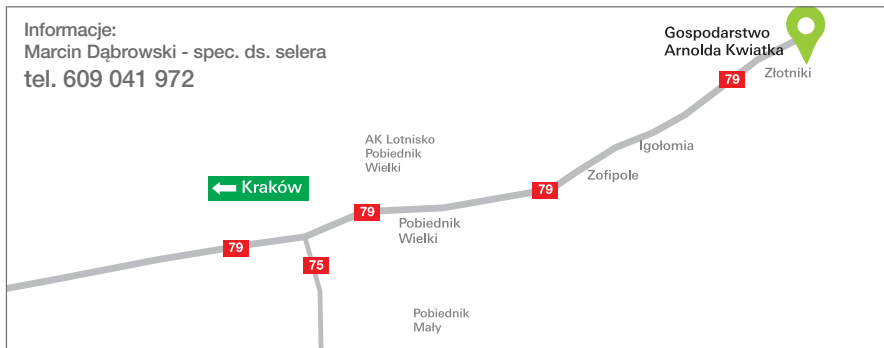 Informacje:
Marcin Dąbrowski - spec. ds. selera
tel. 609 041 972
Gospodarstwo
Arnolda Kwiatka
Złotniki
79
Igołomia
AK Lotnisko
Pobiednik
Wielki
Zofipole
Kraków
79
79
Pobiednik
Wielki
79
75
Pobiednik
Mały